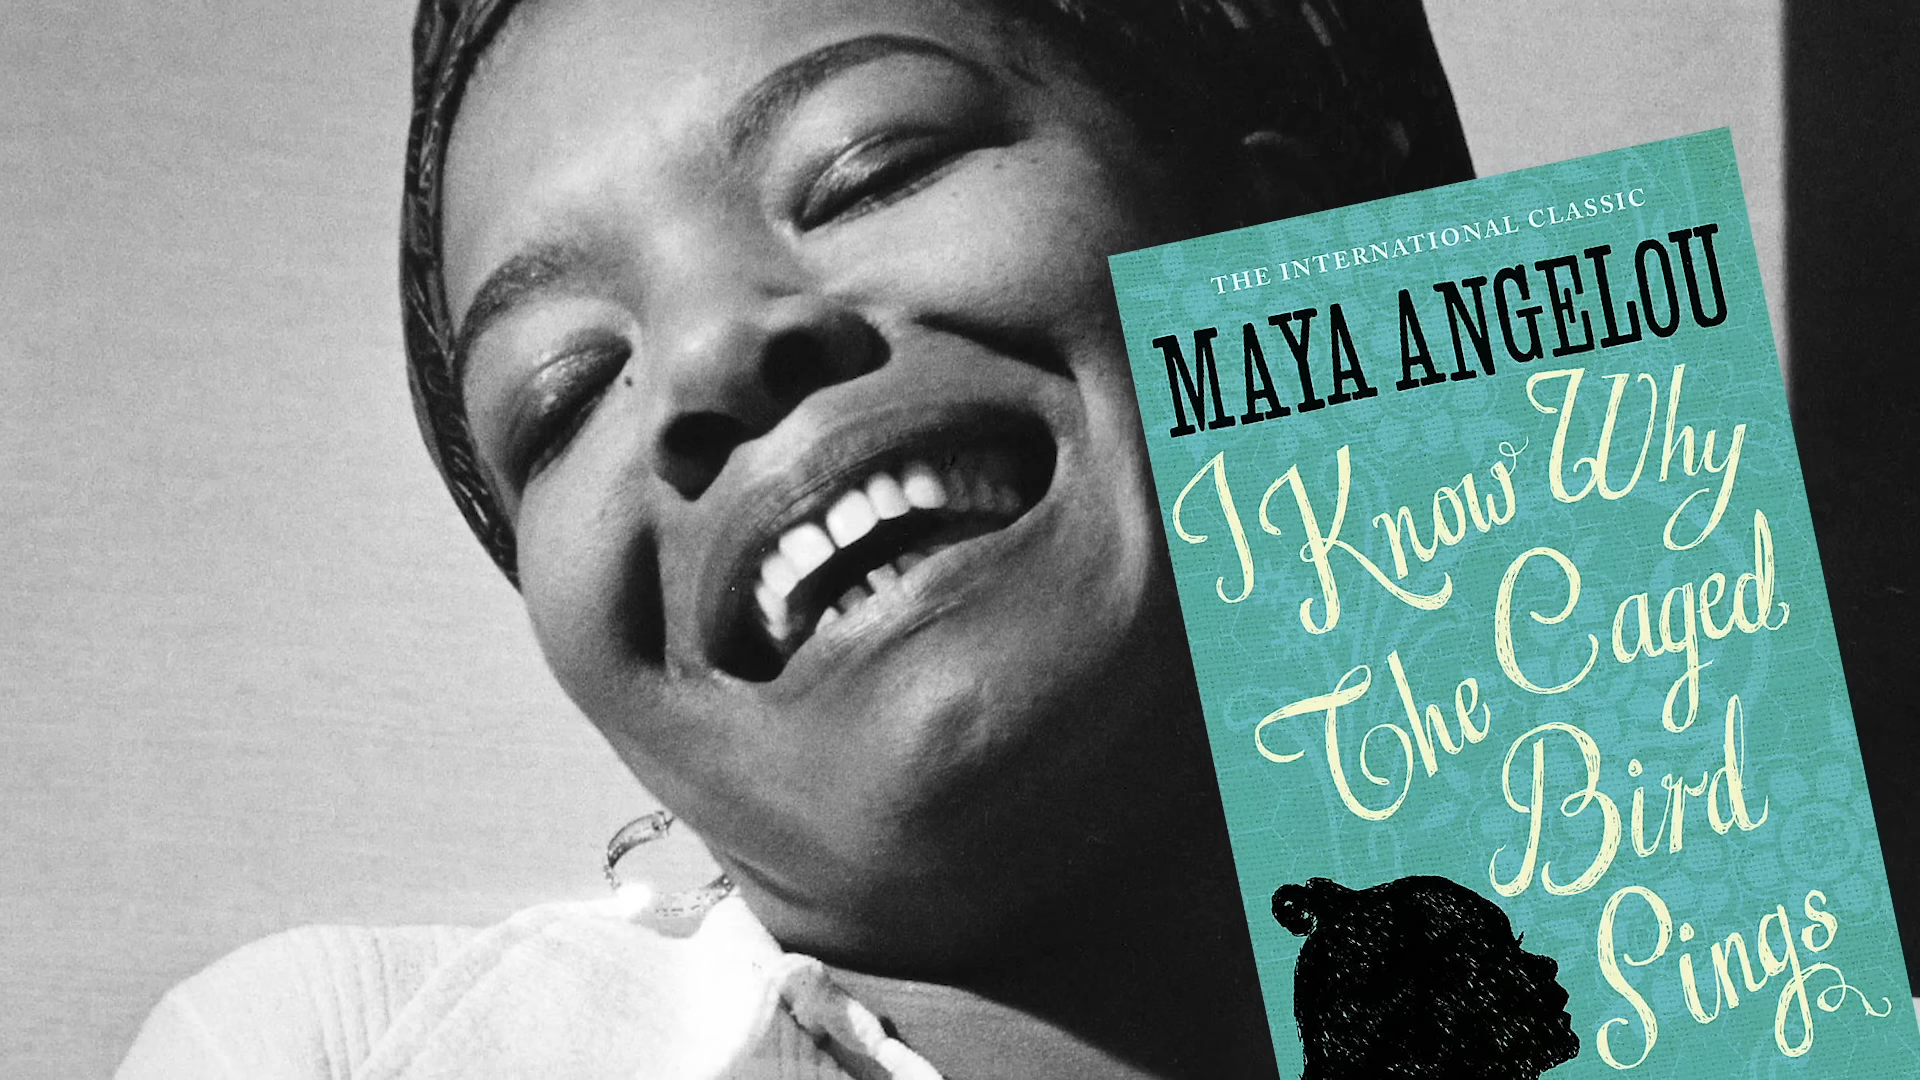 THE INTERNATIONAL CLASSIC
MAYA ANGELOU
I Know Why
The Caged
Bird
Sings